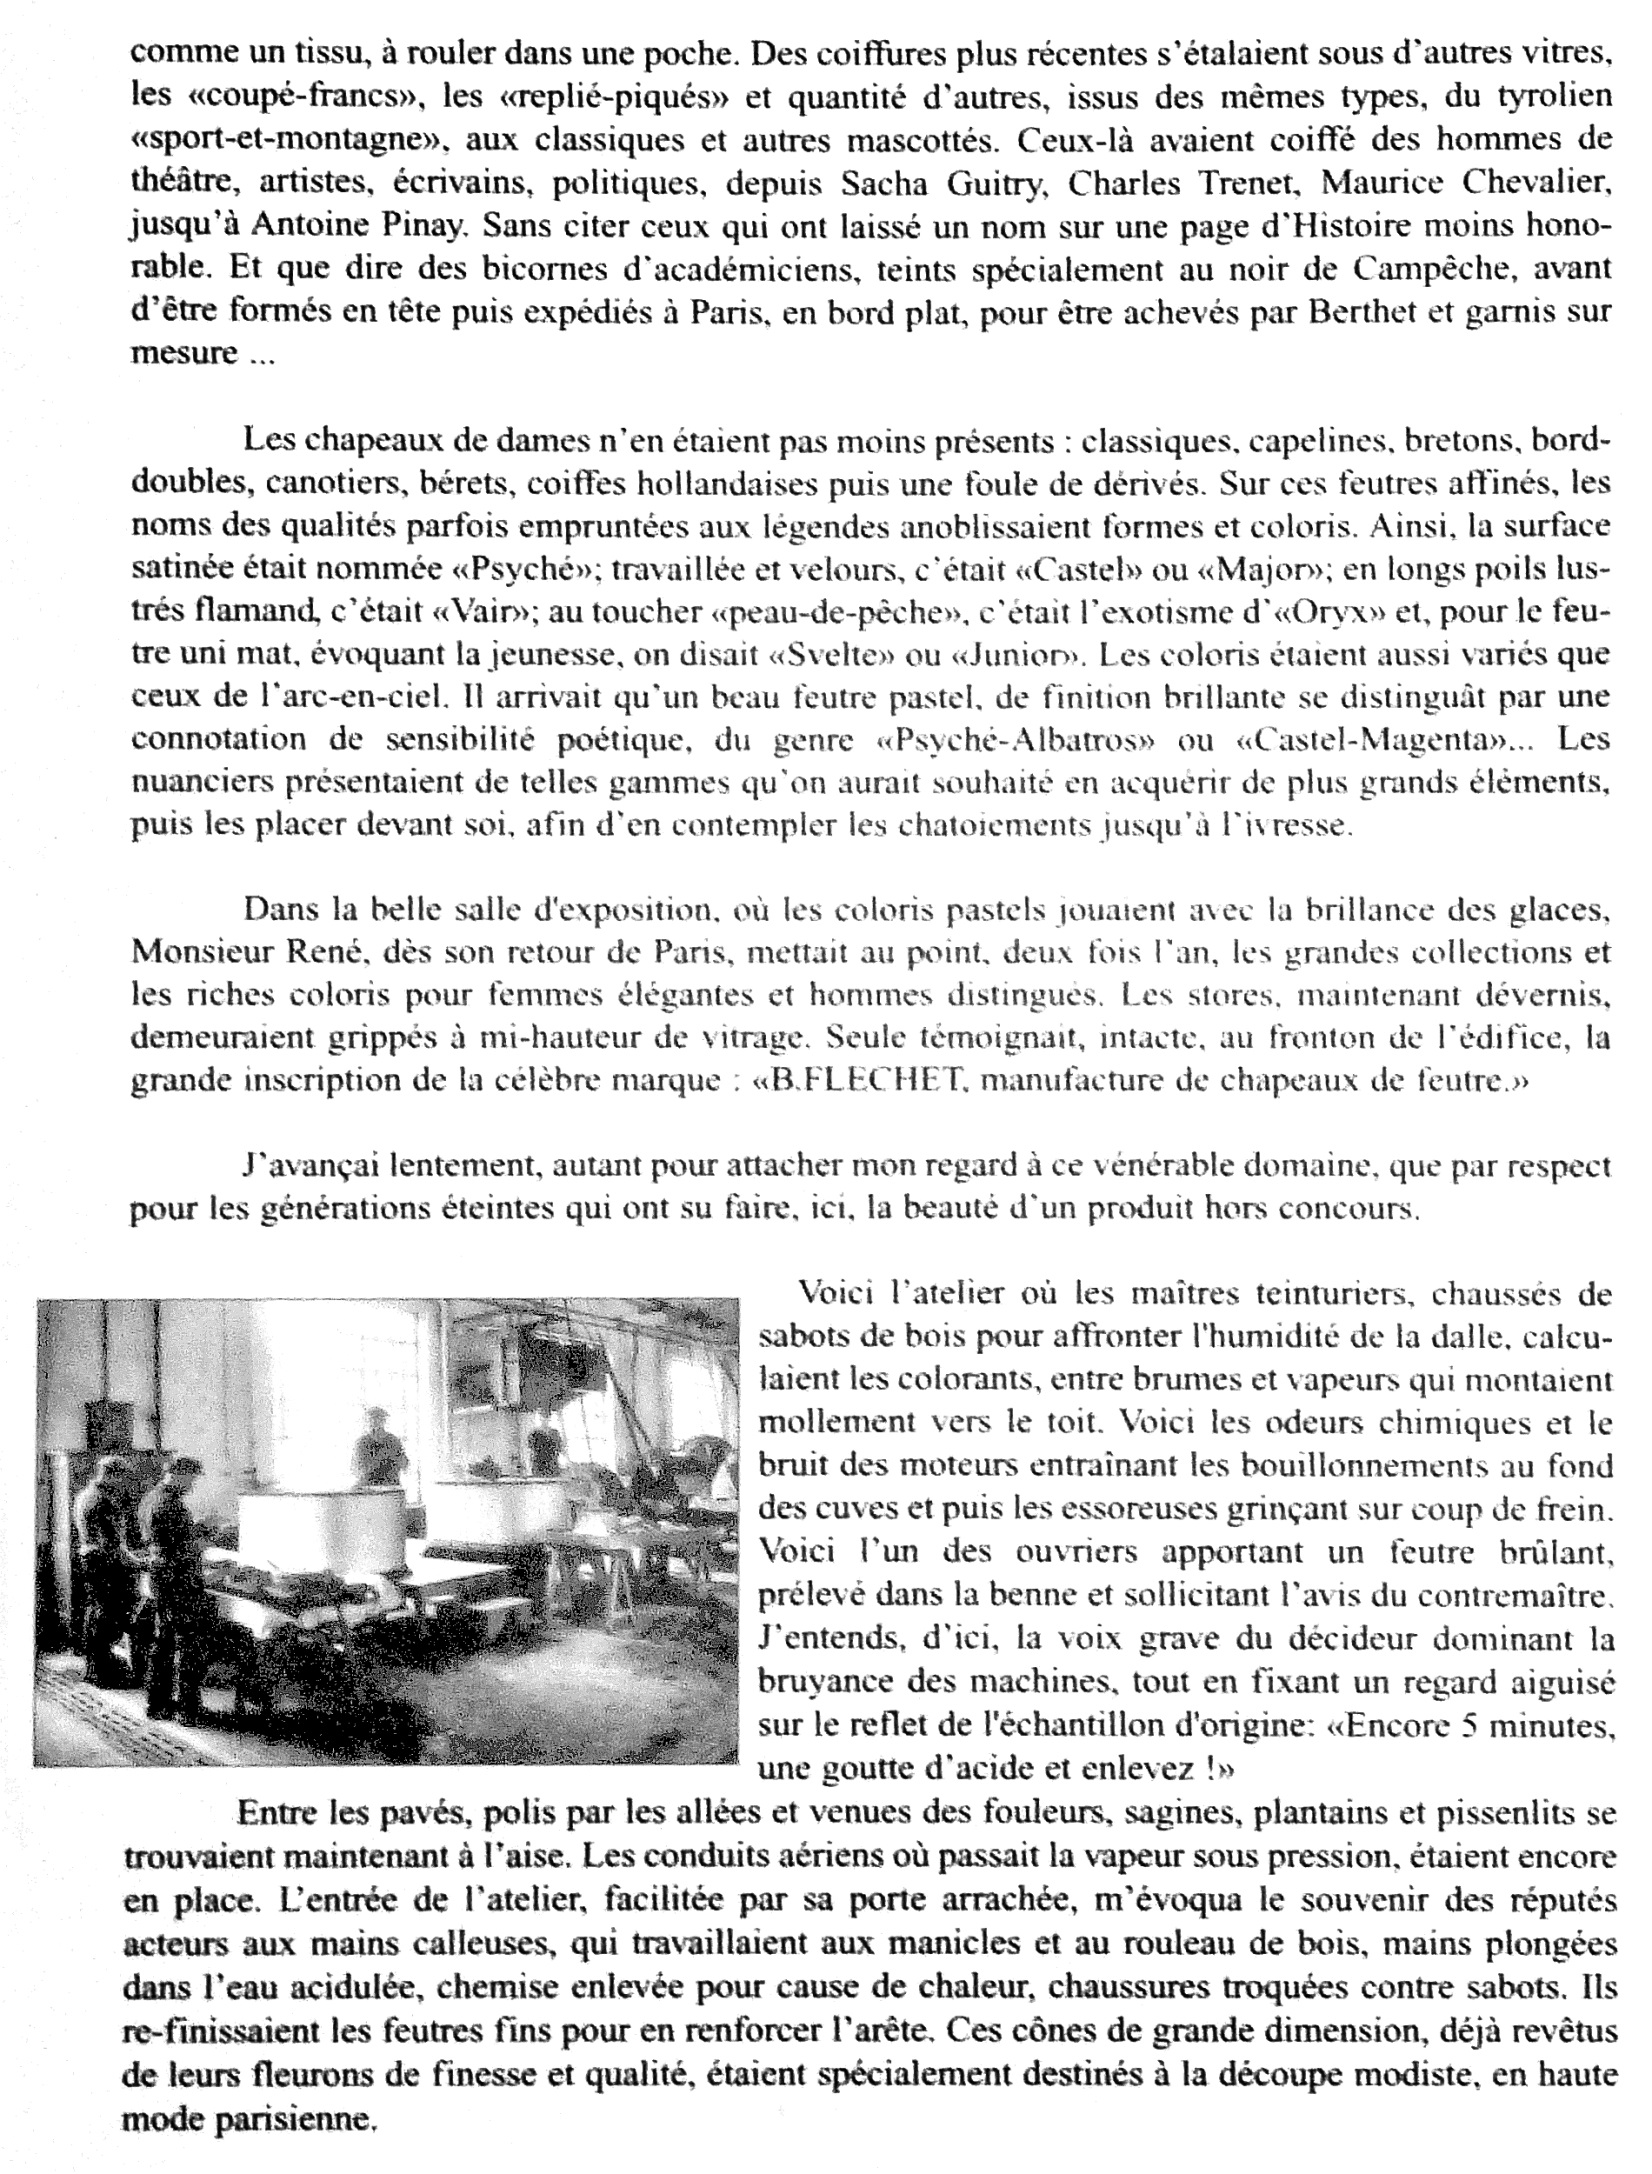 comme un tissu, à rouler dans une poche. Des coiffures plus récentes s'étalaient sous d'autres vitres,
les «coupé-francs», les «replié-piqués» et quantité d'autres, issus des mêmes types, du tyrolien
«sport-et-montagne», aux classiques et autres mascottés. Ceux-là avaient coiffé des hommes de
théâtre, artistes, écrivains, politiques, depuis Sacha Guitry, Charles Trenet, Maurice Chevalier,
jusqu'à Antoine Pinay. Sans citer ceux qui ont laissé un nom sur une page d'Histoire moins hono-
rable. Et que dire des bicornes d'académiciens, teints spécialement au noir de Campêche, avant
d'être formés en tête puis expédiés à Paris, en bord plat, pour être achevés par Berthet et garnis sur
mesure ...
Les chapeaux de dames n'en étaient pas moins présents : classiques, capelines, bretons, bord-
doubles, canotiers, bérets, coiffes hollandaises puis une foule de dérivés. Sur ces feutres affinés, les
noms des qualités parfois empruntées aux légendes anoblissaient formes et coloris. Ainsi, la surface
satinée était nommée «Psyché»; travaillée et velours, c'était «Castel» ou «Major»; en longs poils lus-
trés flamand, c'était «Vair»; au toucher «peau-de-pêche», c'était l'exotisme d'«Oryx» et, pour le feu-
tre uni mat, évoquant la jeunesse, on disait «Svelte» ou «Junior». Les coloris étaient aussi variés que
ceux de l'arc-en-ciel. Il arrivait qu'un beau feutre pastel, de finition brillante se distinguât par une
connotation de sensibilité poétique, du genre «Psyché-Albatros» ou «Castel-Magenta»... Les
nuanciers présentaient de telles gammes qu'on aurait souhaité en acquérir de plus grands éléments,
puis les placer devant soi, afin d'en contempler les chatoiements jusqu'à l'ivresse.
Dans la belle salle d'exposition, où les coloris pastels jouaient avec la brillance des glaces,
Monsieur René, dès son retour de Paris, mettait au point, deux fois l'an, les grandes collections et
les riches coloris pour femmes élégantes et hommes distingués. Les stores, maintenant dévernis,
demeuraient grippés à mi-hauteur de vitrage. Seule témoignait, intacte, au fronton de l'édifice, la
grande inscription de la célèbre marque : «B.FLECHET, manufacture de chapeaux de feutre.»
J'avançai lentement, autant pour attacher mon regard à ce vénérable domaine, que par respect
pour les générations éteintes qui ont su faire, ici, la beauté d'un produit hors concours.
Voici l'atelier où les maîtres teinturiers, chaussés de
sabots de bois pour affronter l'humidité de la dalle, calcu-
laient les colorants, entre brumes et vapeurs qui montaient
mollement vers le toit. Voici les odeurs chimiques et le
bruit des moteurs entraînant les bouillonnements au fond
des cuves et puis les essoreuses grinçant sur coup de frein.
Voici l'un des ouvriers apportant un feutre brûlant,
prélevé dans la benne et sollicitant l'avis du contremaître.
J'entends, d'ici, la voix grave du décideur dominant la
bruyance des machines, tout en fixant un regard aiguisé
sur le reflet de l'échantillon d'origine: «Encore 5 minutes,
une goutte d'acide et enlevez !»
Entre les pavés, polis par les allées et venues des fouleurs, sagines, plantains et pissenlits se
trouvaient maintenant à l'aise. Les conduits aériens où passait la vapeur sous pression, étaient encore
en place. L'entrée de l'atelier, facilitée par sa porte arrachée, m'évoqua le souvenir des réputés
acteurs aux mains calleuses, qui travaillaient aux manicles et au rouleau de bois, mains plongées
dans l'eau acidulée, chemise enlevée pour cause de chaleur, chaussures troquées contre sabots. Ils
re-finissaient les feutres fins pour en renforcer l'arête. Ces cônes de grande dimension, déjà revêtus
de leurs fleurons de finesse et qualité, étaient spécialement destinés à la découpe modiste, en haute
mode parisienne.